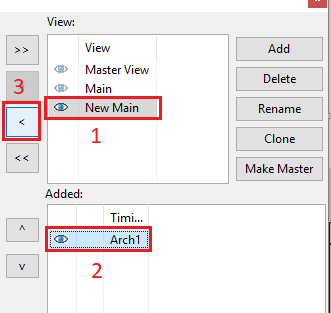 View:
>>
View
Add
Master View
3
Main
Delete
<
New Main
Rename
1
<<
Clone
Make Master
Added:
^
Timi...
Arch1
v
2